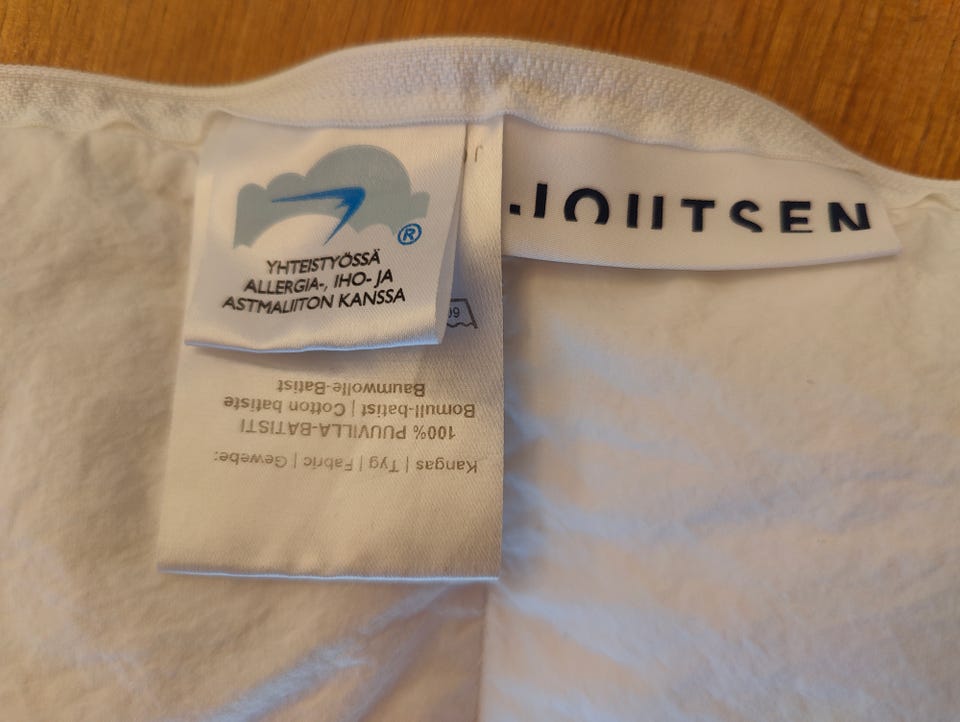 JOUTSEN
®
YHTEISTYÖSSÄ
ALLERGIA-, IHO- JA
ASTMALIITON KANSSA
Kangas | Tyg | Fabric | Gewebe:
100% PUUVILLA-BATISTI
Bomull-batist | Cotton batiste
Baumwolle-Batist